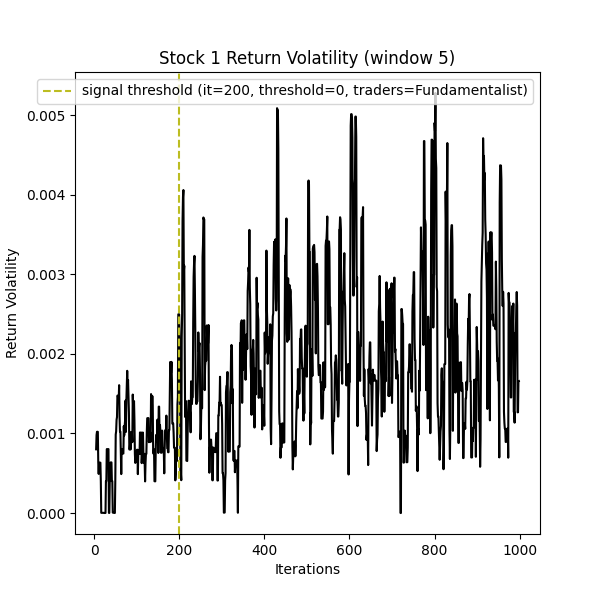 Stock 1 Return Volatility (window 5)
signal threshold (it=200, threshold=0, traders=Fundamentalist)
0.005
0.004
0.003
0.002
0.001
0.000
Return Volatility
0 200 400 600 800 1000
Iterations